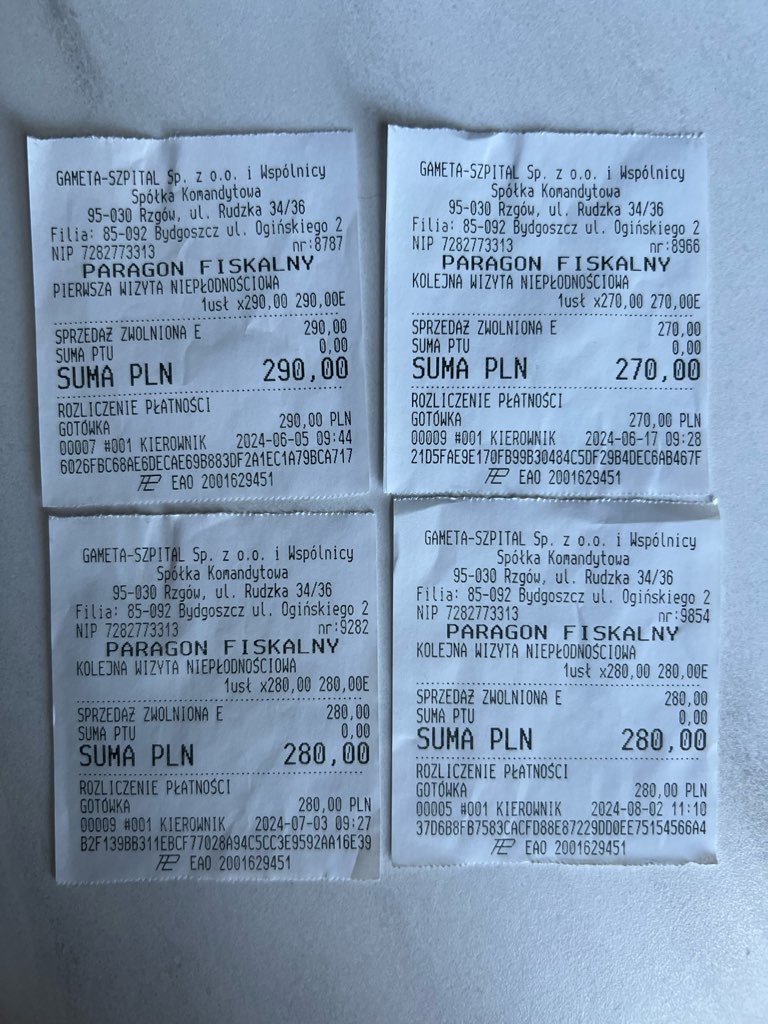 GAMETA-SZPITAL Sp. z o.o. i Wspólnicy
Spółka Komandytowa
95-030 Rzgów, ul. Rudzka 34/36
Filia: 85-092 Bydgoszcz ul. Ogińskiego 2
NIP 7282773313 nr:8787
PARAGON FISKALNY
PIERWSZA WIZYTA NIEPŁODNOŚCIOWA
1usł x290,00 290,00E
SPRZEDAŻ ZWOLNIONA E 290,00
SUMA PTU 0,00
SUMA PLN 290,00
ROZLICZENIE PŁATNOŚCI
GOTÓWKA 290,00 PLN
00007 #001 KIEROWNIK 2024-06-05 09:44
6026FBC68AE6DECAE69B883DF2A1EC1A79BCA717
EAO 2001629451
GAMETA-SZPITAL Sp. z o.o. i Wspólnicy
Spółka Komandytowa
95-030 Rzgów, ul. Rudzka 34/36
Filia: 85-092 Bydgoszcz ul. Ogińskiego 2
NIP 7282773313 nr:8966
PARAGON FISKALNY
KOLEJNA WIZYTA NIEPŁODNOŚCIOWA
1usł x270,00 270,00E
SPRZEDAŻ ZWOLNIONA E 270,00
SUMA PTU 0,00
SUMA PLN 270,00
ROZLICZENIE PŁATNOŚCI
GOTÓWKA 270,00 PLN
00009 #001 KIEROWNIK 2024-06-17 09:28
21D5FAE9E170FB99B30484C5DF29B4DEC6AB467F
EAO 2001629451
GAMETA-SZPITAL Sp. z o.o. i Wspólnicy
Spółka Komandytowa
95-030 Rzgów, ul. Rudzka 34/36
Filia: 85-092 Bydgoszcz ul. Ogińskiego 2
NIP 7282773313 nr:9282
PARAGON FISKALNY
KOLEJNA WIZYTA NIEPŁODNOŚCIOWA
1usł x280,00 280,00E
SPRZEDAŻ ZWOLNIONA E 280,00
SUMA PTU 0,00
SUMA PLN 280,00
ROZLICZENIE PŁATNOŚCI
GOTÓWKA 280,00 PLN
00009 #001 KIEROWNIK 2024-07-03 09:27
B2F139BB311EBCF77028A94C5CC3E9592AA16E39
EAO 2001629451
GAMETA-SZPITAL Sp. z o.o. i Wspólnicy
Spółka Komandytowa
95-030 Rzgów, ul. Rudzka 34/36
Filia: 85-092 Bydgoszcz ul. Ogińskiego 2
NIP 7282773313 nr:9854
PARAGON FISKALNY
KOLEJNA WIZYTA NIEPŁODNOŚCIOWA
1usł x280,00 280,00E
SPRZEDAŻ ZWOLNIONA E 280,00
SUMA PTU 0,00
SUMA PLN 280,00
ROZLICZENIE PŁATNOŚCI
GOTÓWKA 280,00 PLN
00005 #001 KIEROWNIK 2024-08-02 11:10
37D6B8FB7583CACFD88E87229DD0EE75154566A4
EAO 2001629451